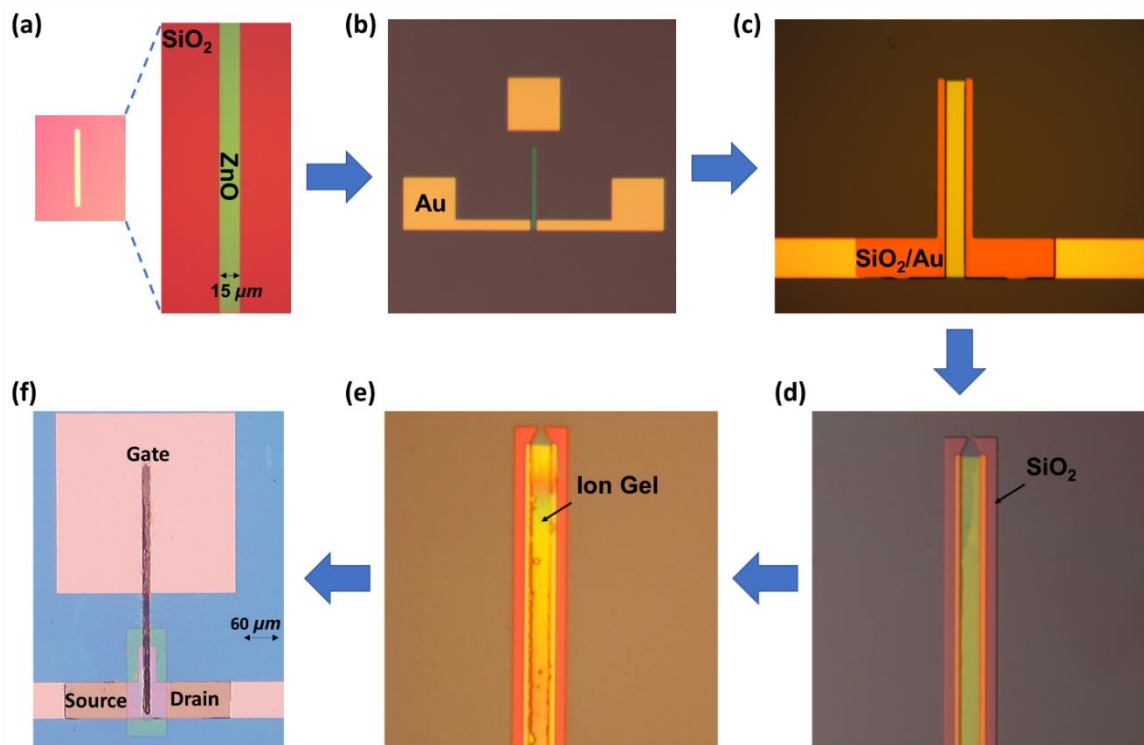 (a)
SiO₂
ZnO
15 μm
(b)
Au
(c)
SiO₂/Au
(f)
Gate
60 μm
Source
Drain
(e)
Ion Gel
(d)
SiO₂